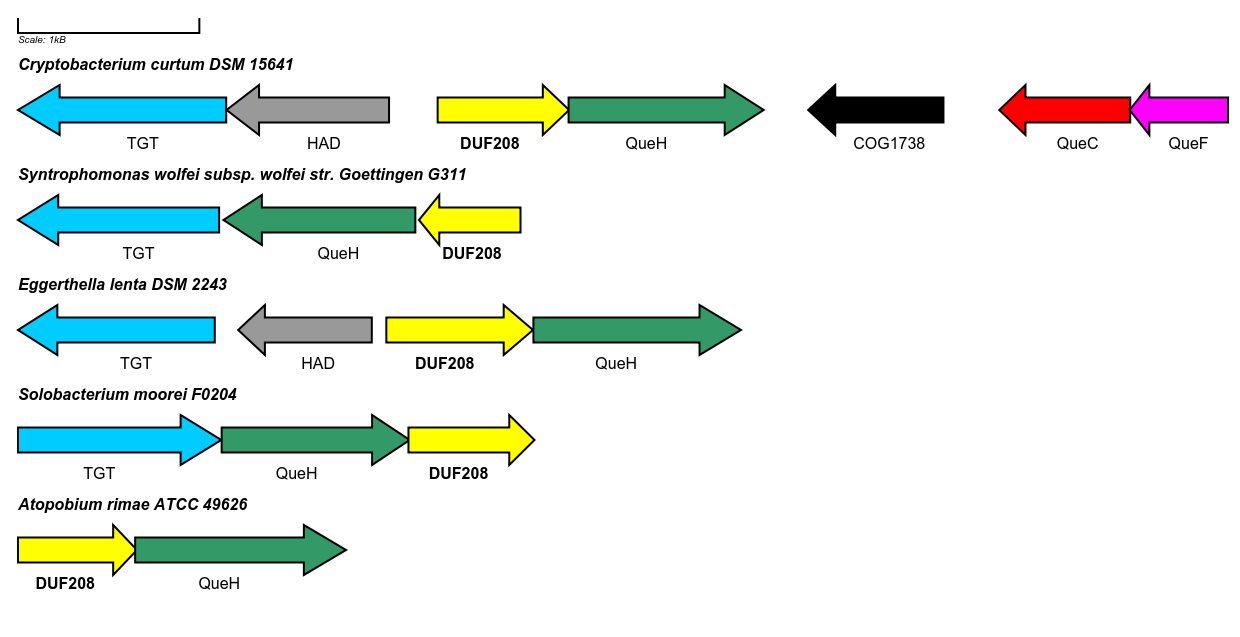 Scale: 1kB
Cryptobacterium curtum DSM 15641
TGT HAD DUF208 QueH COG1738 QueC QueF
Syntrophomonas wolfei subsp. wolfei str. Goettingen G311
TGT QueH DUF208
Eggerthella lenta DSM 2243
TGT HAD DUF208 QueH
Solobacterium moorei F0204
TGT QueH DUF208
Atopobium rimae ATCC 49626
DUF208 QueH